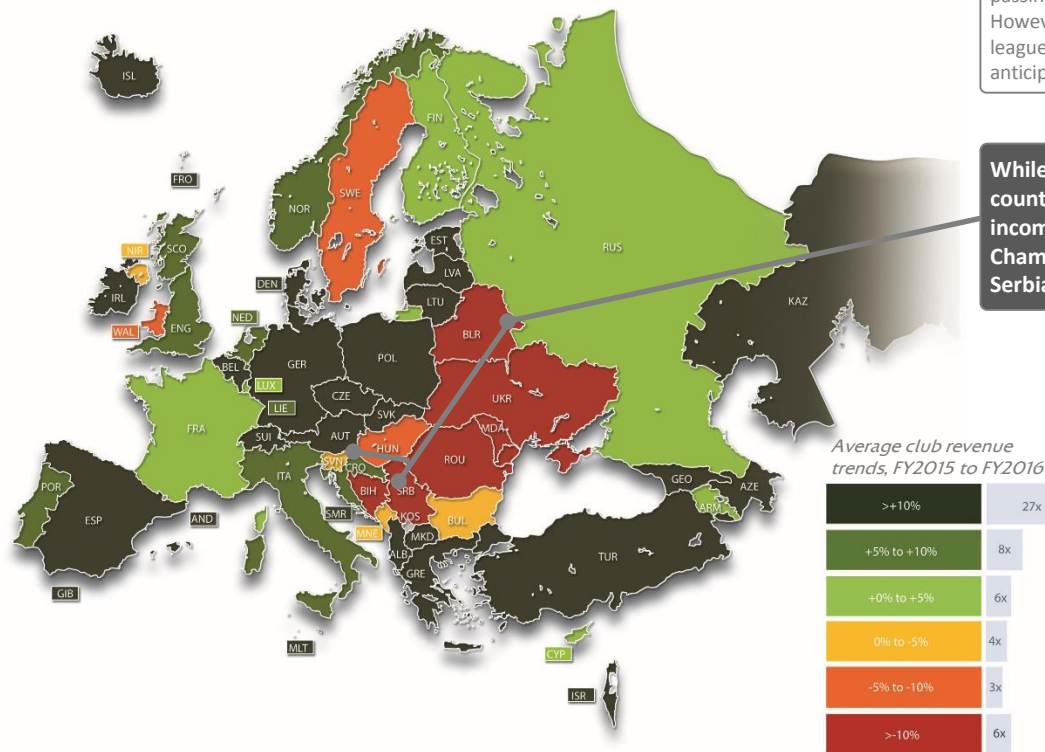 passin
Howev
league
anticip
While
count
incom
Cham
Serbia
ISL
FRO
FIN
SWE
NOR
RUS
SCO
NIR
EST
LVA
DEN
LTU
IRL
KAZ
NED
WAL
ENG
BLR
BEL
GER
POL
LUX
CZE
UKR
LIE
SVK
FRA
MDA
SUI
AUT
HUN
SVN
CRO
ROU
ITA
POR
BIH
SRB
GEO
AZE
ESP
AND
SMR
KOS
BUL
ARM
MNE
MKD
ALB
GRE
TUR
GIB
MLT
CYP
ISR
Average club revenue
trends, FY2015 to FY2016
>+10% 27x
+5% to +10% 8x
+0% to +5% 6x
0% to -5% 4x
-5% to -10% 3x
>-10% 6x